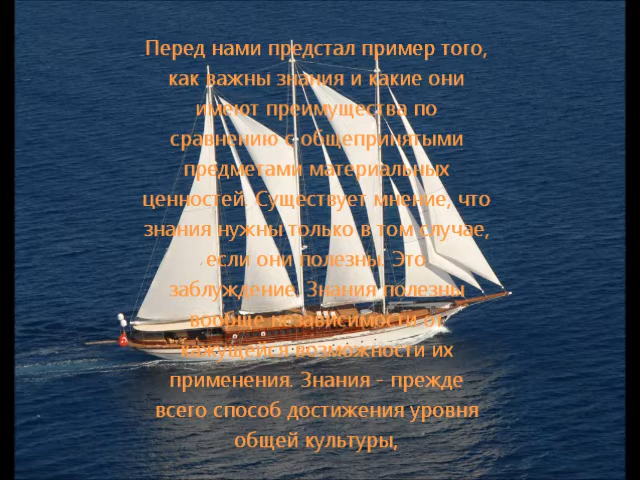 Перед нами предстал пример того,
как важны знания и какие они
имеют преимущества по
сравнению с общепринятыми
предметами материальных
ценностей. Существует мнение, что
знания нужны только в том случае,
если они полезны. Это
заблуждение. Знания полезны
вообще независимости от
кажущейся возможности их
применения. Знания - прежде
всего способ достижения уровня
общей культуры,